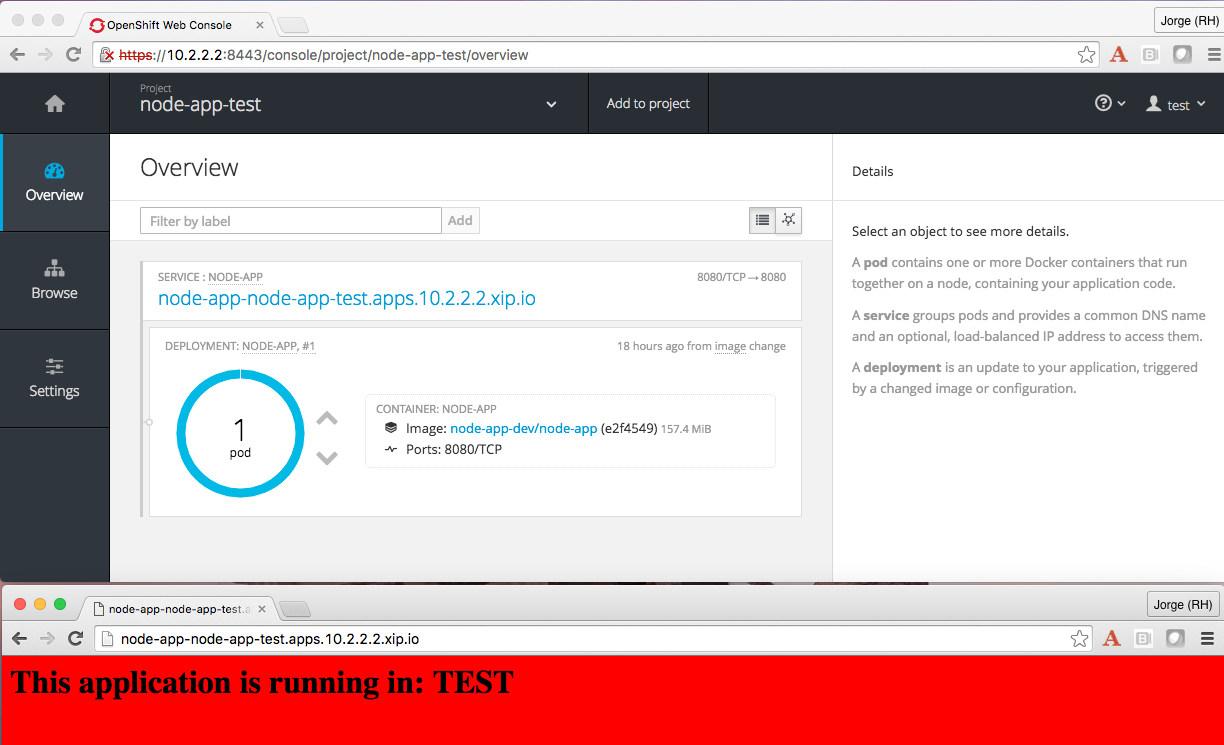 OpenShift Web Console
Jorge (RH)
https://10.2.2.2:8443/console/project/node-app-test/overview
Project
node-app-test
Add to project
test
Overview
Browse
Settings
Overview
Filter by label
Add
SERVICE : NODE-APP
8080/TCP → 8080
node-app-node-app-test.apps.10.2.2.2.xip.io
DEPLOYMENT: NODE-APP, #1
18 hours ago from image change
1
pod
CONTAINER: NODE-APP
Image: node-app-dev/node-app (e2f4549) 157.4 MiB
Ports: 8080/TCP
Details
Select an object to see more details.
A pod contains one or more Docker containers that run
together on a node, containing your application code.
A service groups pods and provides a common DNS name
and an optional, load-balanced IP address to access them.
A deployment is an update to your application, triggered
by a changed image or configuration.
node-app-node-app-test.a
Jorge (RH)
node-app-node-app-test.apps.10.2.2.2.xip.io
This application is running in: TEST